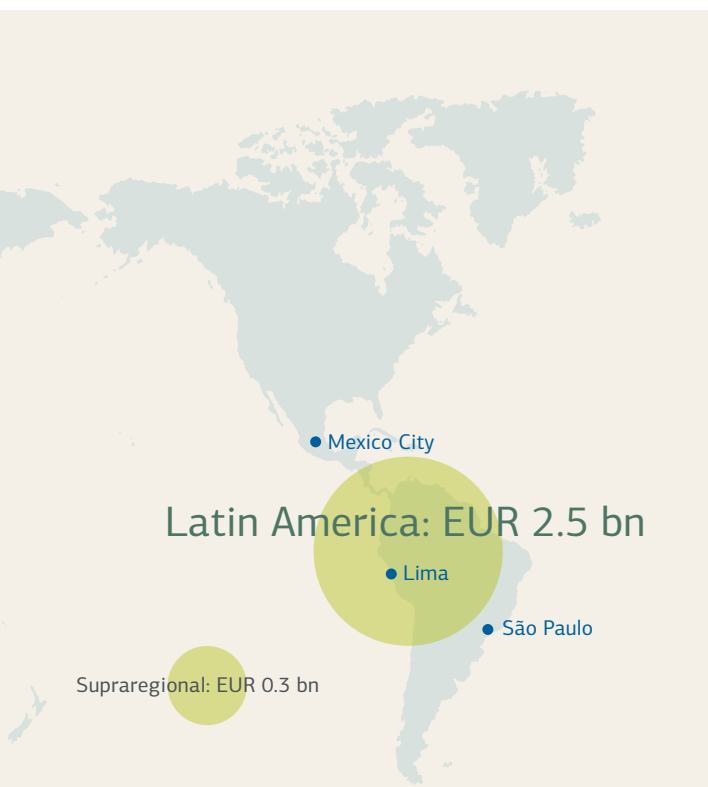 Mexico City
Latin America: EUR 2.5 bn
Lima
São Paulo
Supraregional: EUR 0.3 bn